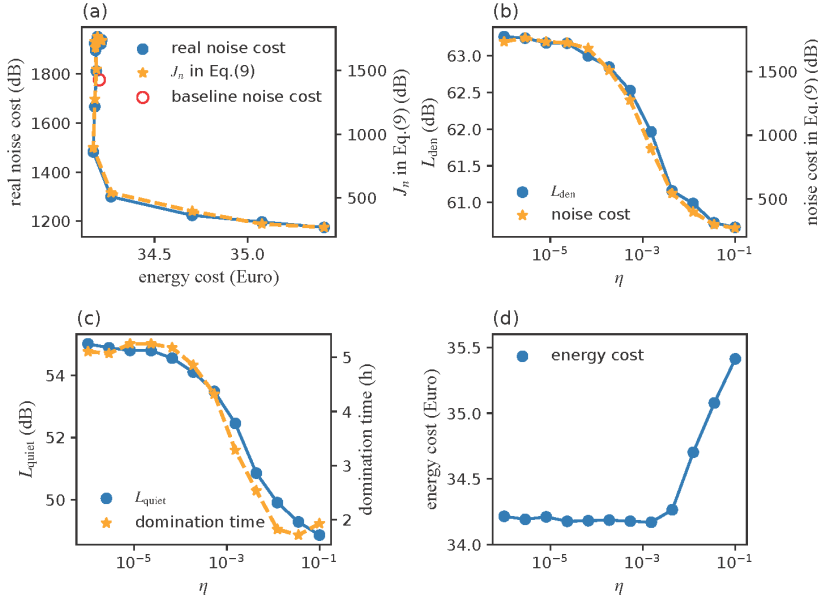 (a)
real noise cost
Jₙ in Eq.(9)
baseline noise cost
1800
1600
1400
1200
real noise cost (dB)
1500
1000
500
Jₙ in Eq.(9) (dB)
34.5
35.0
energy cost (Euro)
(b)
63.0
62.5
62.0
61.5
61.0
L_den (dB)
L_den
noise cost
1500
1000
500
noise cost in Eq.(9) (dB)
10⁻⁵
10⁻³
10⁻¹
η
(c)
54
52
50
L_quiet (dB)
L_quiet
domination time
5
4
3
2
domination time (h)
10⁻⁵
10⁻³
10⁻¹
η
(d)
energy cost
35.5
35.0
34.5
34.0
energy cost (Euro)
10⁻⁵
10⁻³
10⁻¹
η